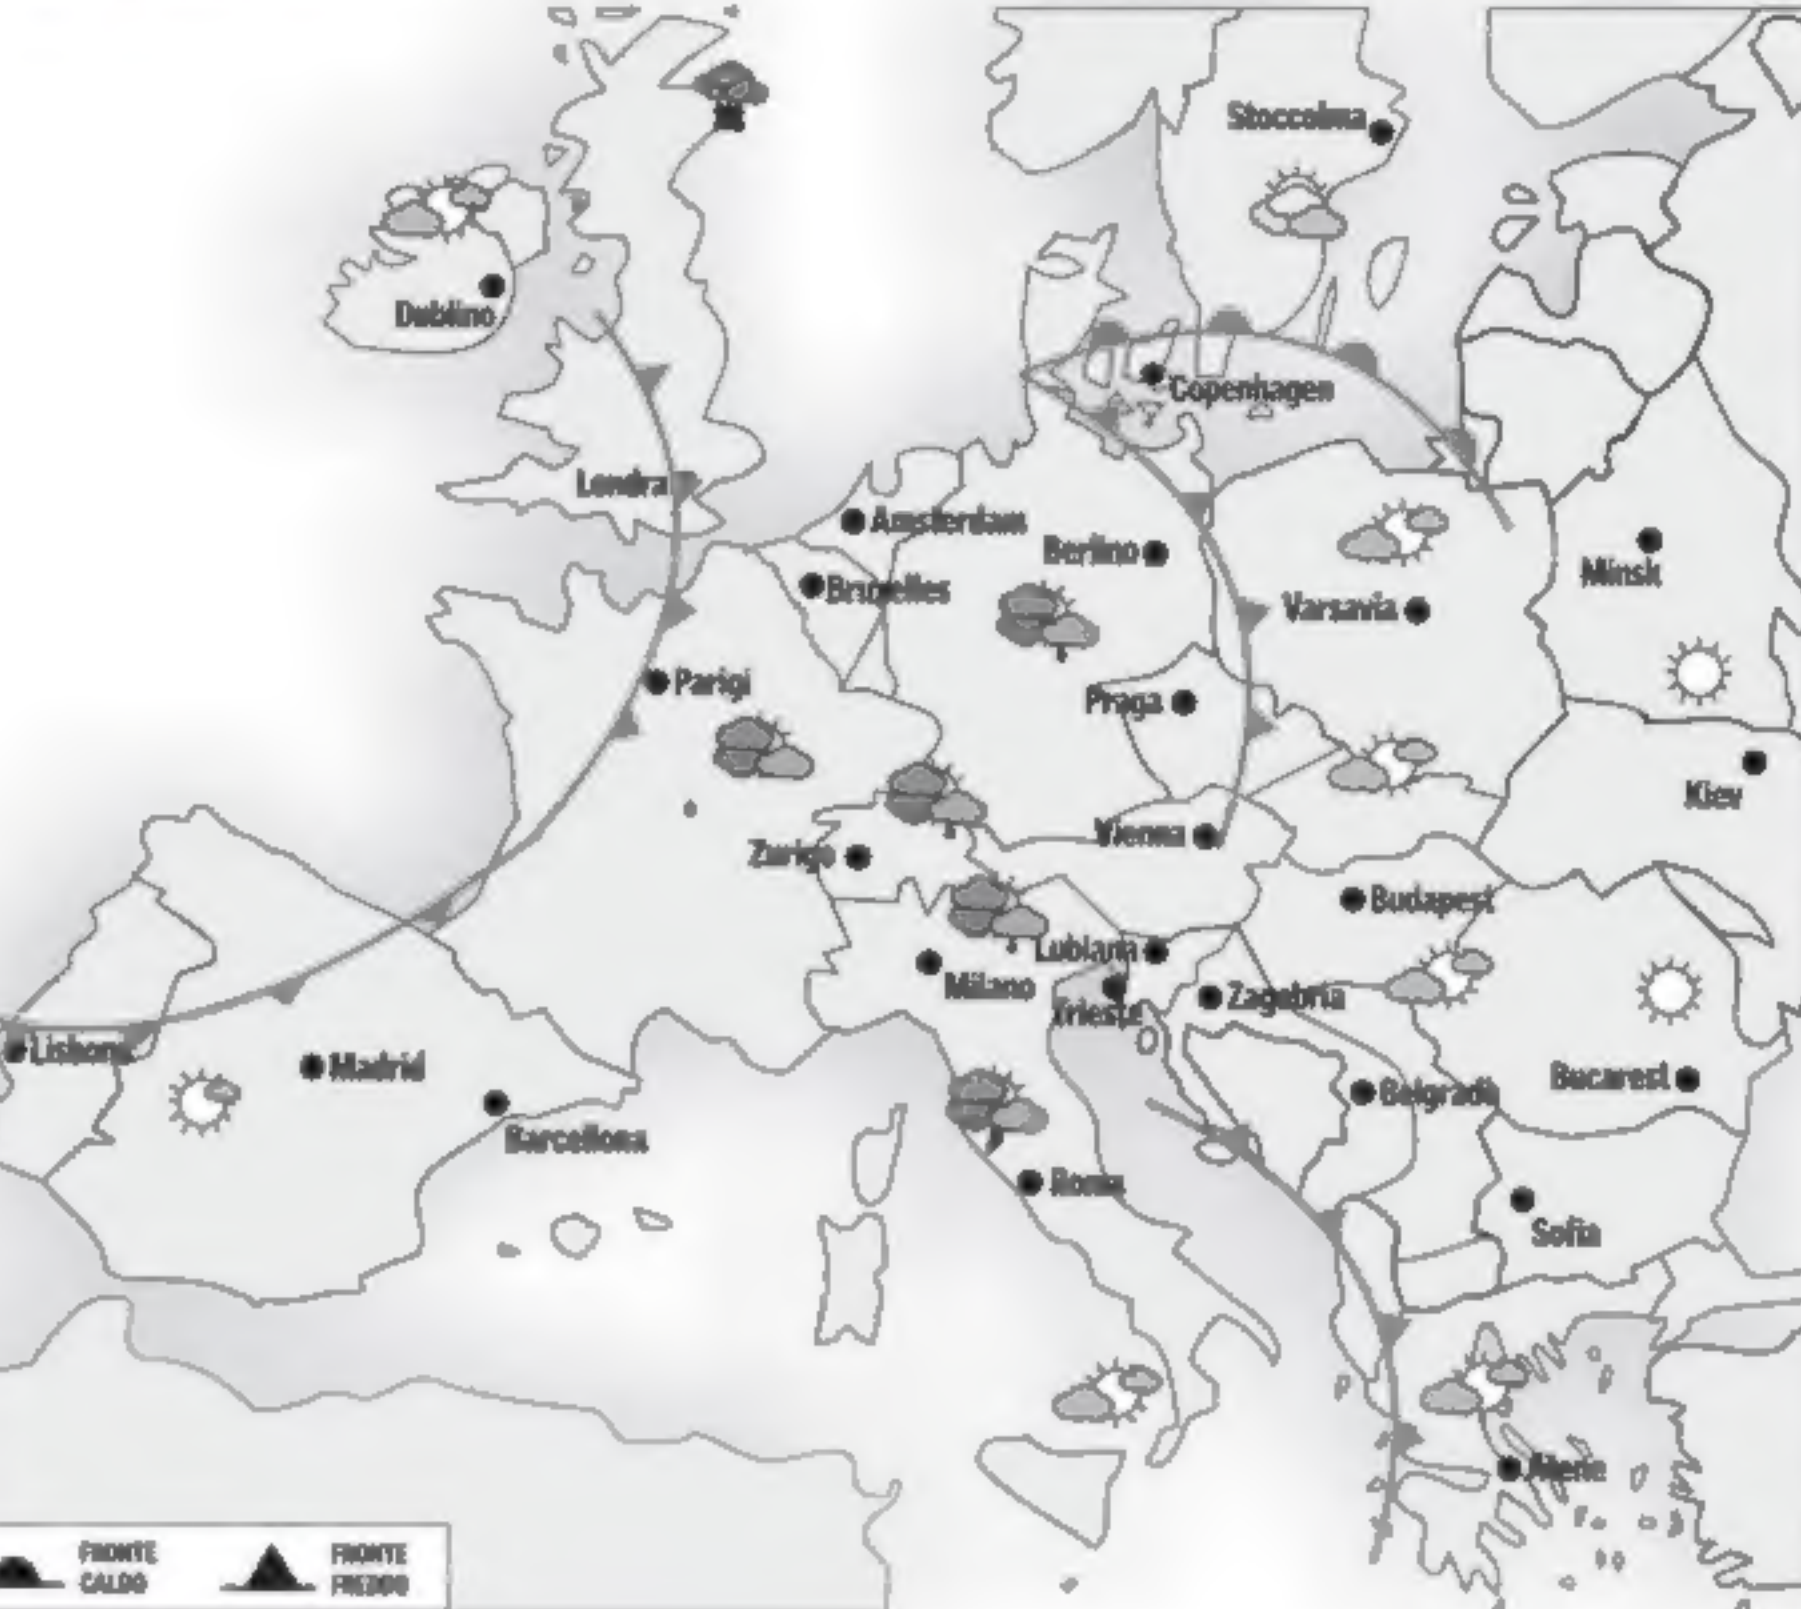 Stoccolma
Dublino
Copenhagen
Londra
Amsterdam
Berlino
Bruxelles
Minsk
Varsavia
Parigi
Praga
Kiev
Vienna
Zurigo
Budapest
Lubiana
Milano
Zagabria
Trieste
Lisbona
Madrid
Belgrado
Bucarest
Barcellona
Roma
Sofia
Atene
FRONTE
CALDO
FRONTE
FREDDO